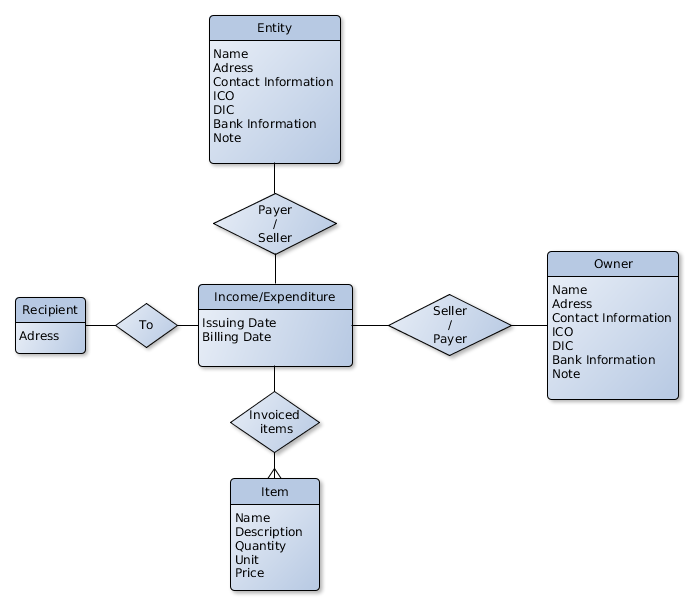 Entity
Name
Adress
Contact Information
ICO
DIC
Bank Information
Note
Payer
/
Seller
Recipient
Adress
To
Income/Expenditure
Issuing Date
Billing Date
Seller
/
Payer
Owner
Name
Adress
Contact Information
ICO
DIC
Bank Information
Note
Invoiced
items
Item
Name
Description
Quantity
Unit
Price